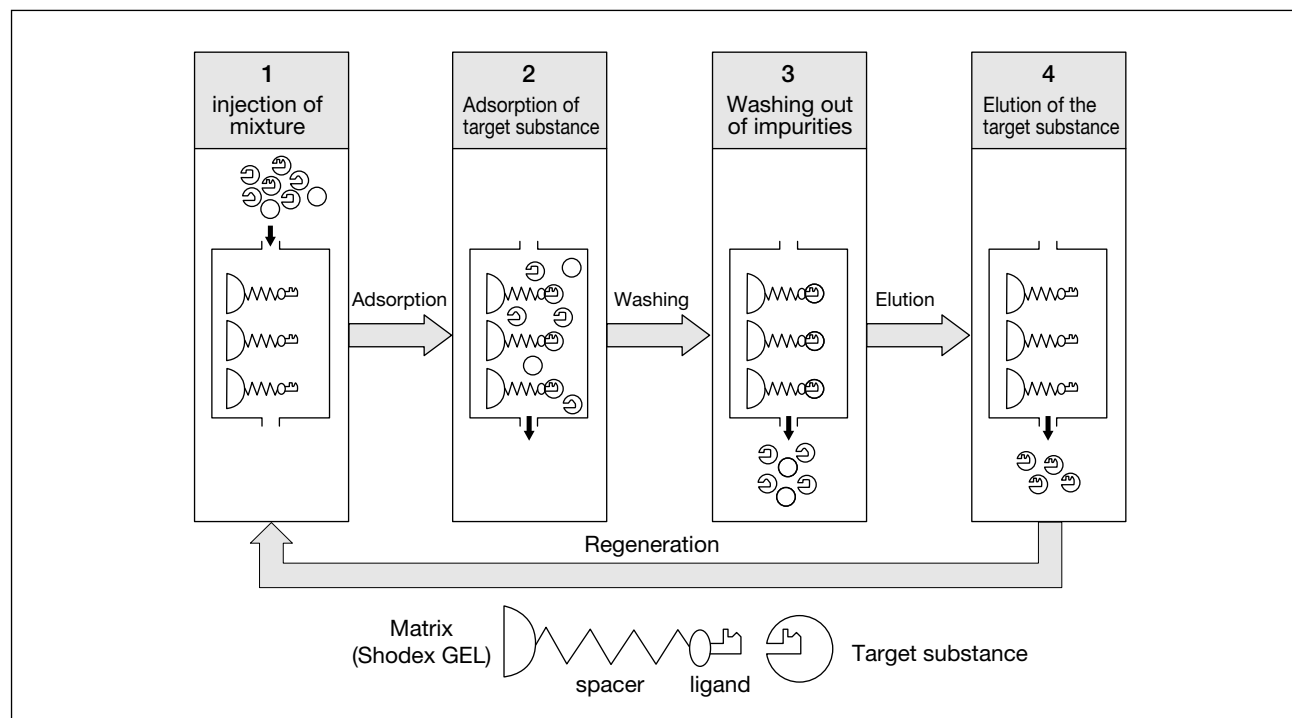 1
injection of
mixture
2
Adsorption of
target substance
3
Washing out
of impurities
4
Elution of the
target substance
Adsorption
Washing
Elution
Regeneration
Matrix
(Shodex GEL)
spacer
ligand
Target substance